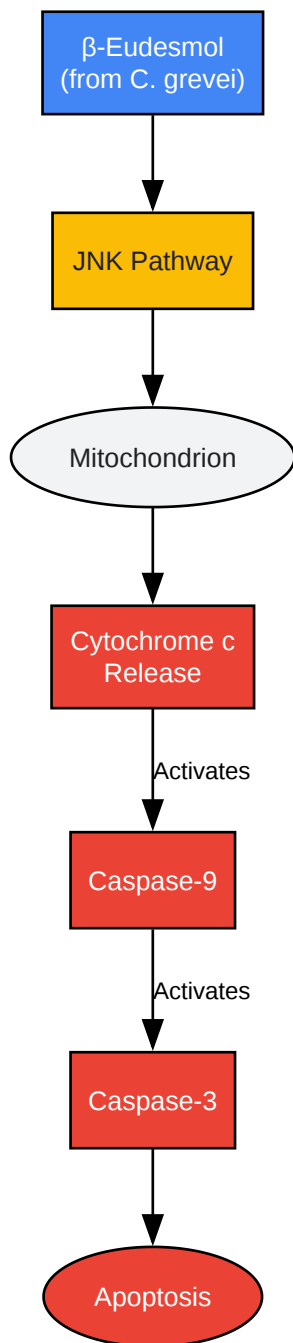 β-Eudesmol
(from C. grevei)
JNK Pathway
Mitochondrion
Cytochrome c
Release
Activates
Caspase-9
Activates
Caspase-3
Apoptosis